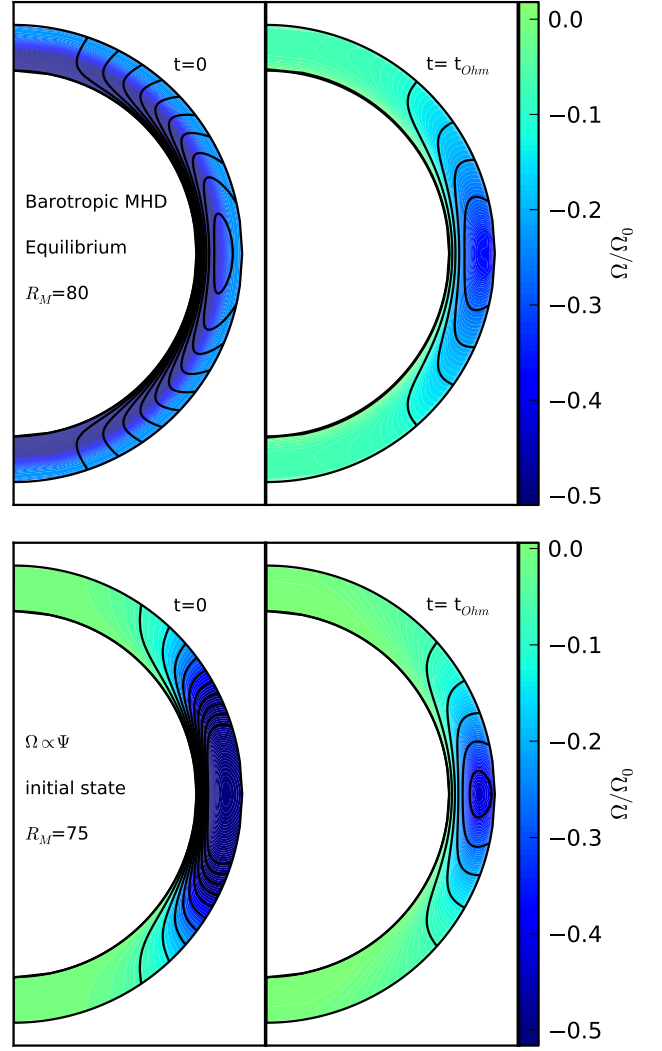 t=0
t= t_Ohm
Barotropic MHD
Equilibrium
R_M=80
0.0
−0.1
−0.2
−0.3
−0.4
−0.5
Ω/Ω_0
t=0
t= t_Ohm
Ω∝Ψ
initial state
R_M=75
0.0
−0.1
−0.2
−0.3
−0.4
−0.5
Ω/Ω_0